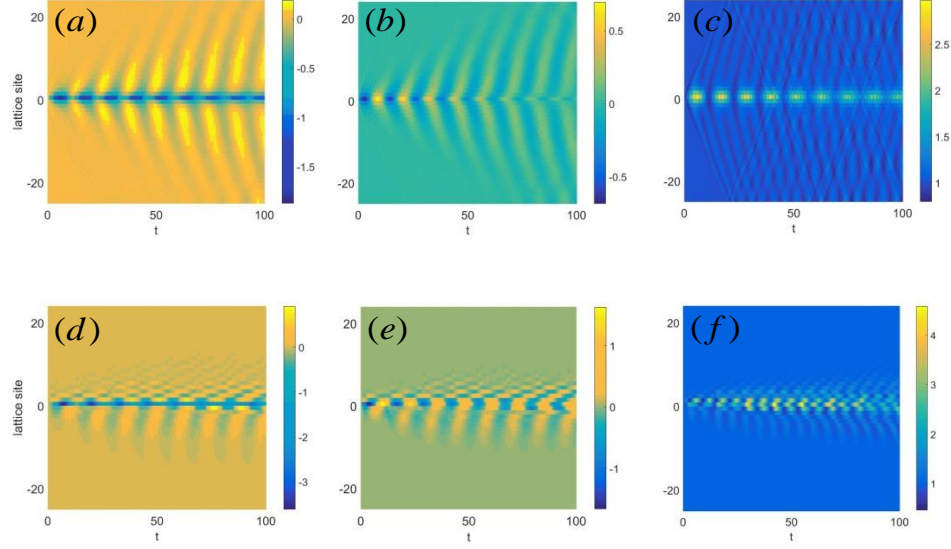 (a) (b) (c)
20 20 20
0 0 0
-20 -20 -20
0 50 100 0 50 100 0 50 100
t t t
lattice site
0 -0.5 -1 -1.5
0.5 0 -0.5
2.5 2 1.5 1
(d) (e) (f)
20 20 20
0 0 0
-20 -20 -20
0 50 100 0 50 100 0 50 100
t t t
lattice site
0 -1 -2 -3
1 0 -1
4 3 2 1